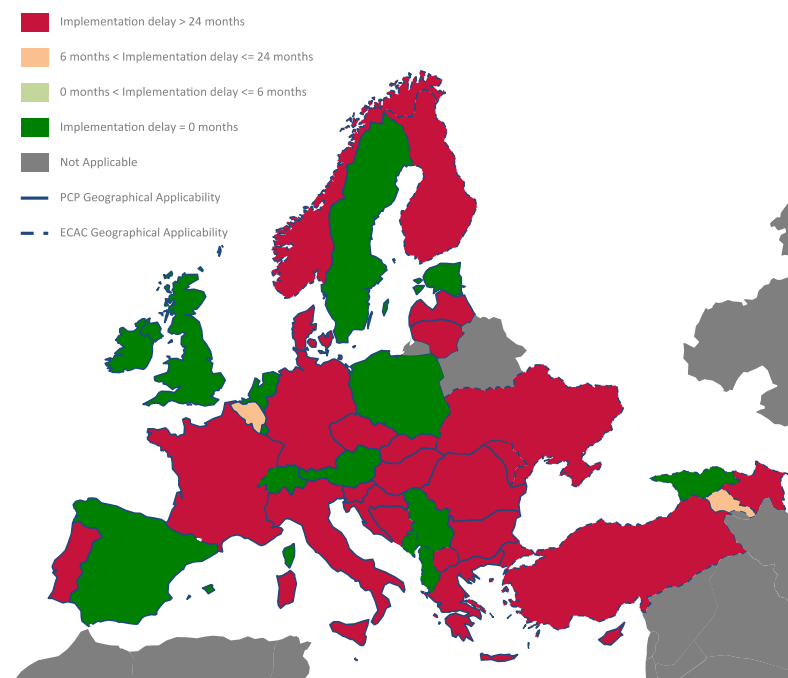 Implementation delay > 24 months
6 months < Implementation delay <= 24 months
0 months < Implementation delay <= 6 months
Implementation delay = 0 months
Not Applicable
PCP Geographical Applicability
ECAC Geographical Applicability